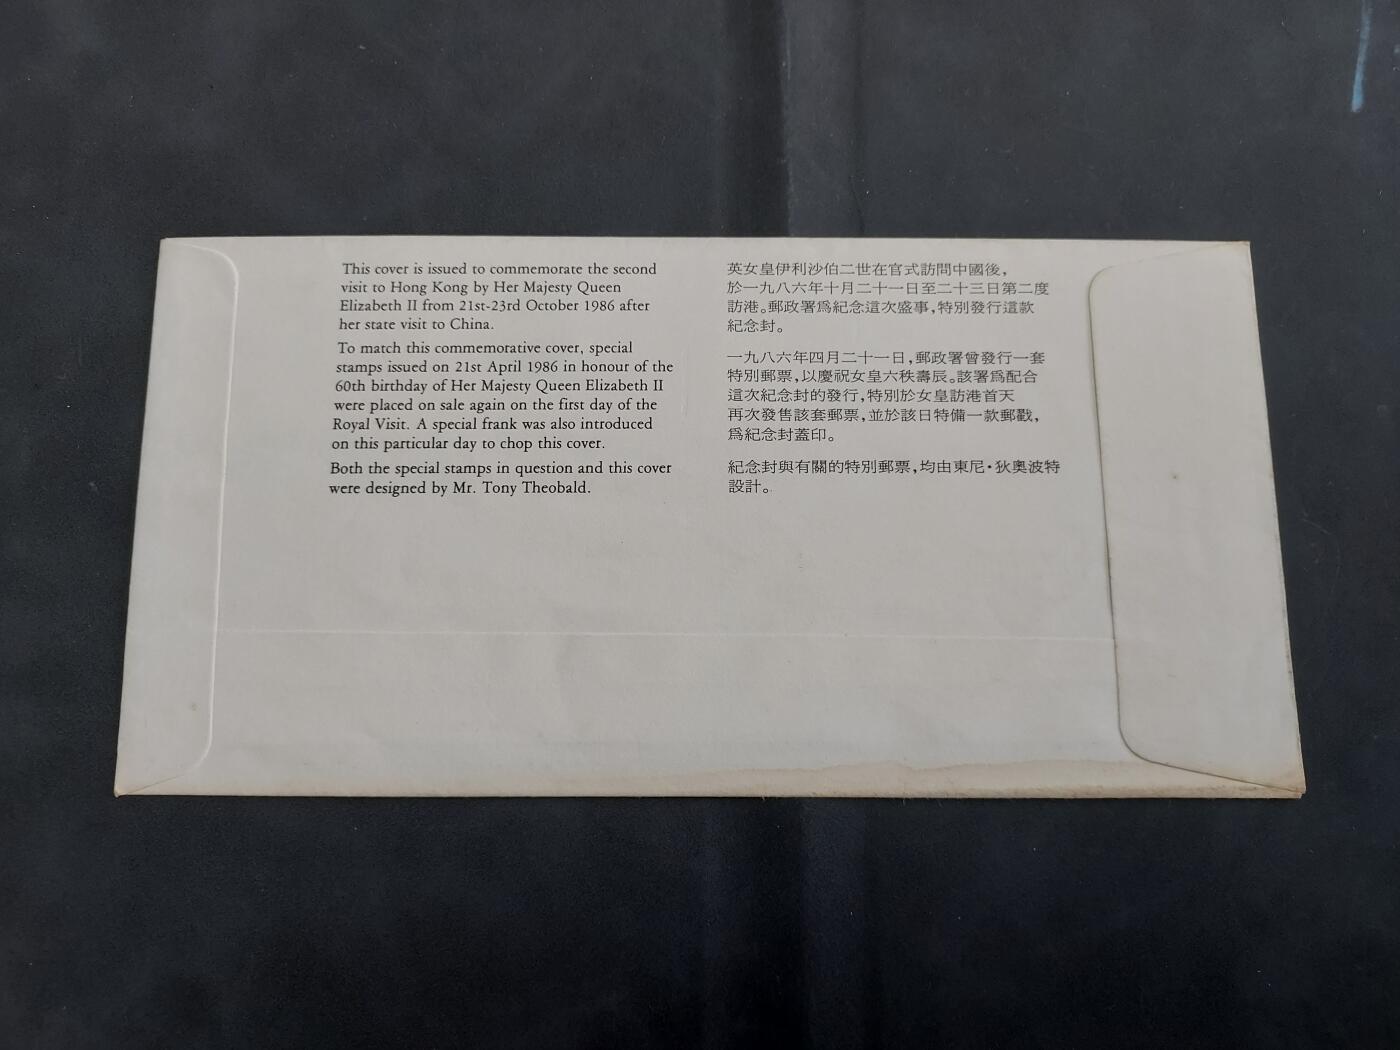 This cover is issued to commemorate the second
visit to Hong Kong by Her Majesty Queen
Elizabeth II from 21st-23rd October 1986 after
her state visit to China.
To match this commemorative cover, special
stamps issued on 21st April 1986 in honour of the
60th birthday of Her Majesty Queen Elizabeth II
were placed on sale again on the first day of the
Royal Visit. A special frank was also introduced
on this particular day to chop this cover.
Both the special stamps in question and this cover
were designed by Mr. Tony Theobald.
英女皇伊利沙伯二世在官式訪問中國後，
於一九八六年十月二十一日至二十三日第二度
訪港。郵政署爲紀念這次盛事，特別發行這款
紀念封。
一九八六年四月二十一日，郵政署曾發行一套
特別郵票，以慶祝女皇六秩壽辰。該署爲配合
這次紀念封的發行，特別於女皇訪港首天
再次發售該套郵票，並於該日特備一款郵戳，
爲紀念封蓋印。
紀念封與有關的特別郵票，均由東尼·狄奧波特
設計。